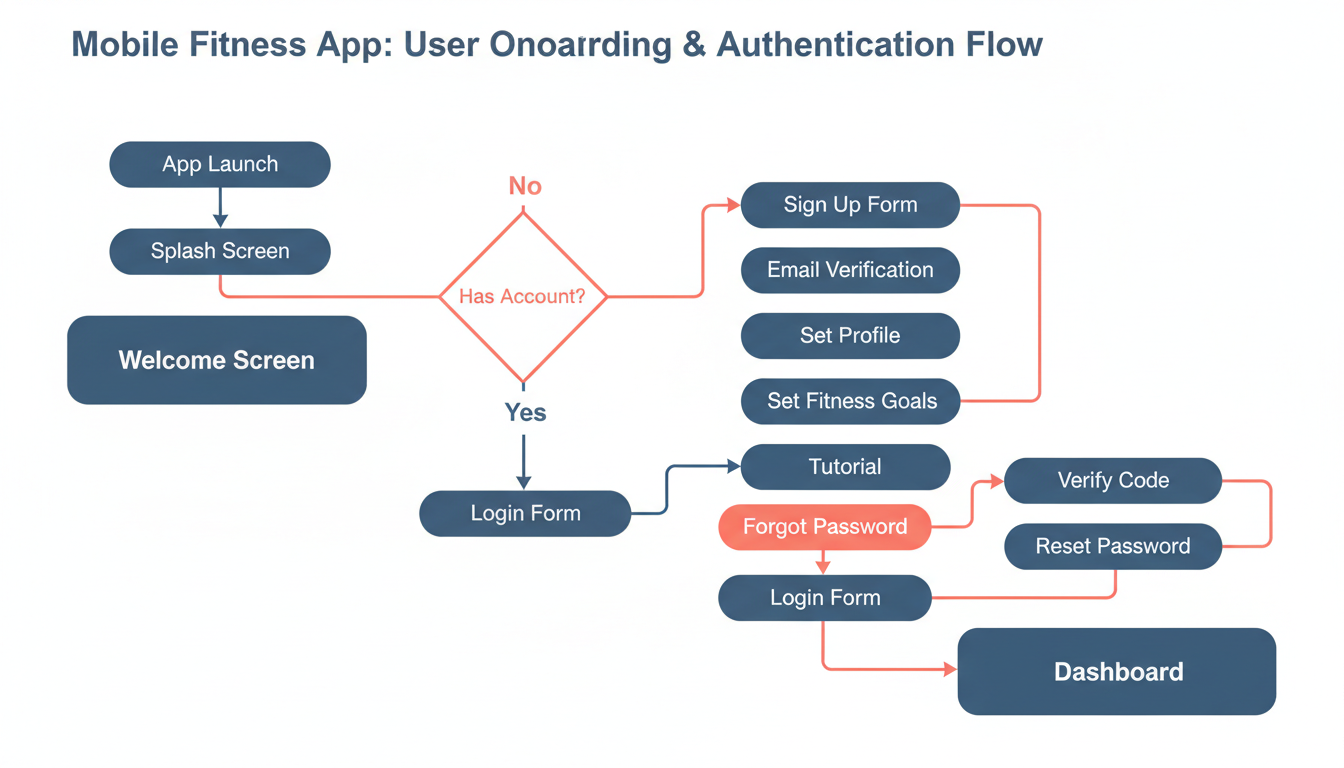 Mobile Fitness App: User Onoarrding & Authentication Flow
App Launch
Splash Screen
Welcome Screen
No
Has Account?
Yes
Login Form
Sign Up Form
Email Verification
Set Profile
Set Fitness Goals
Tutorial
Forgot Password
Login Form
Verify Code
Reset Password
Dashboard